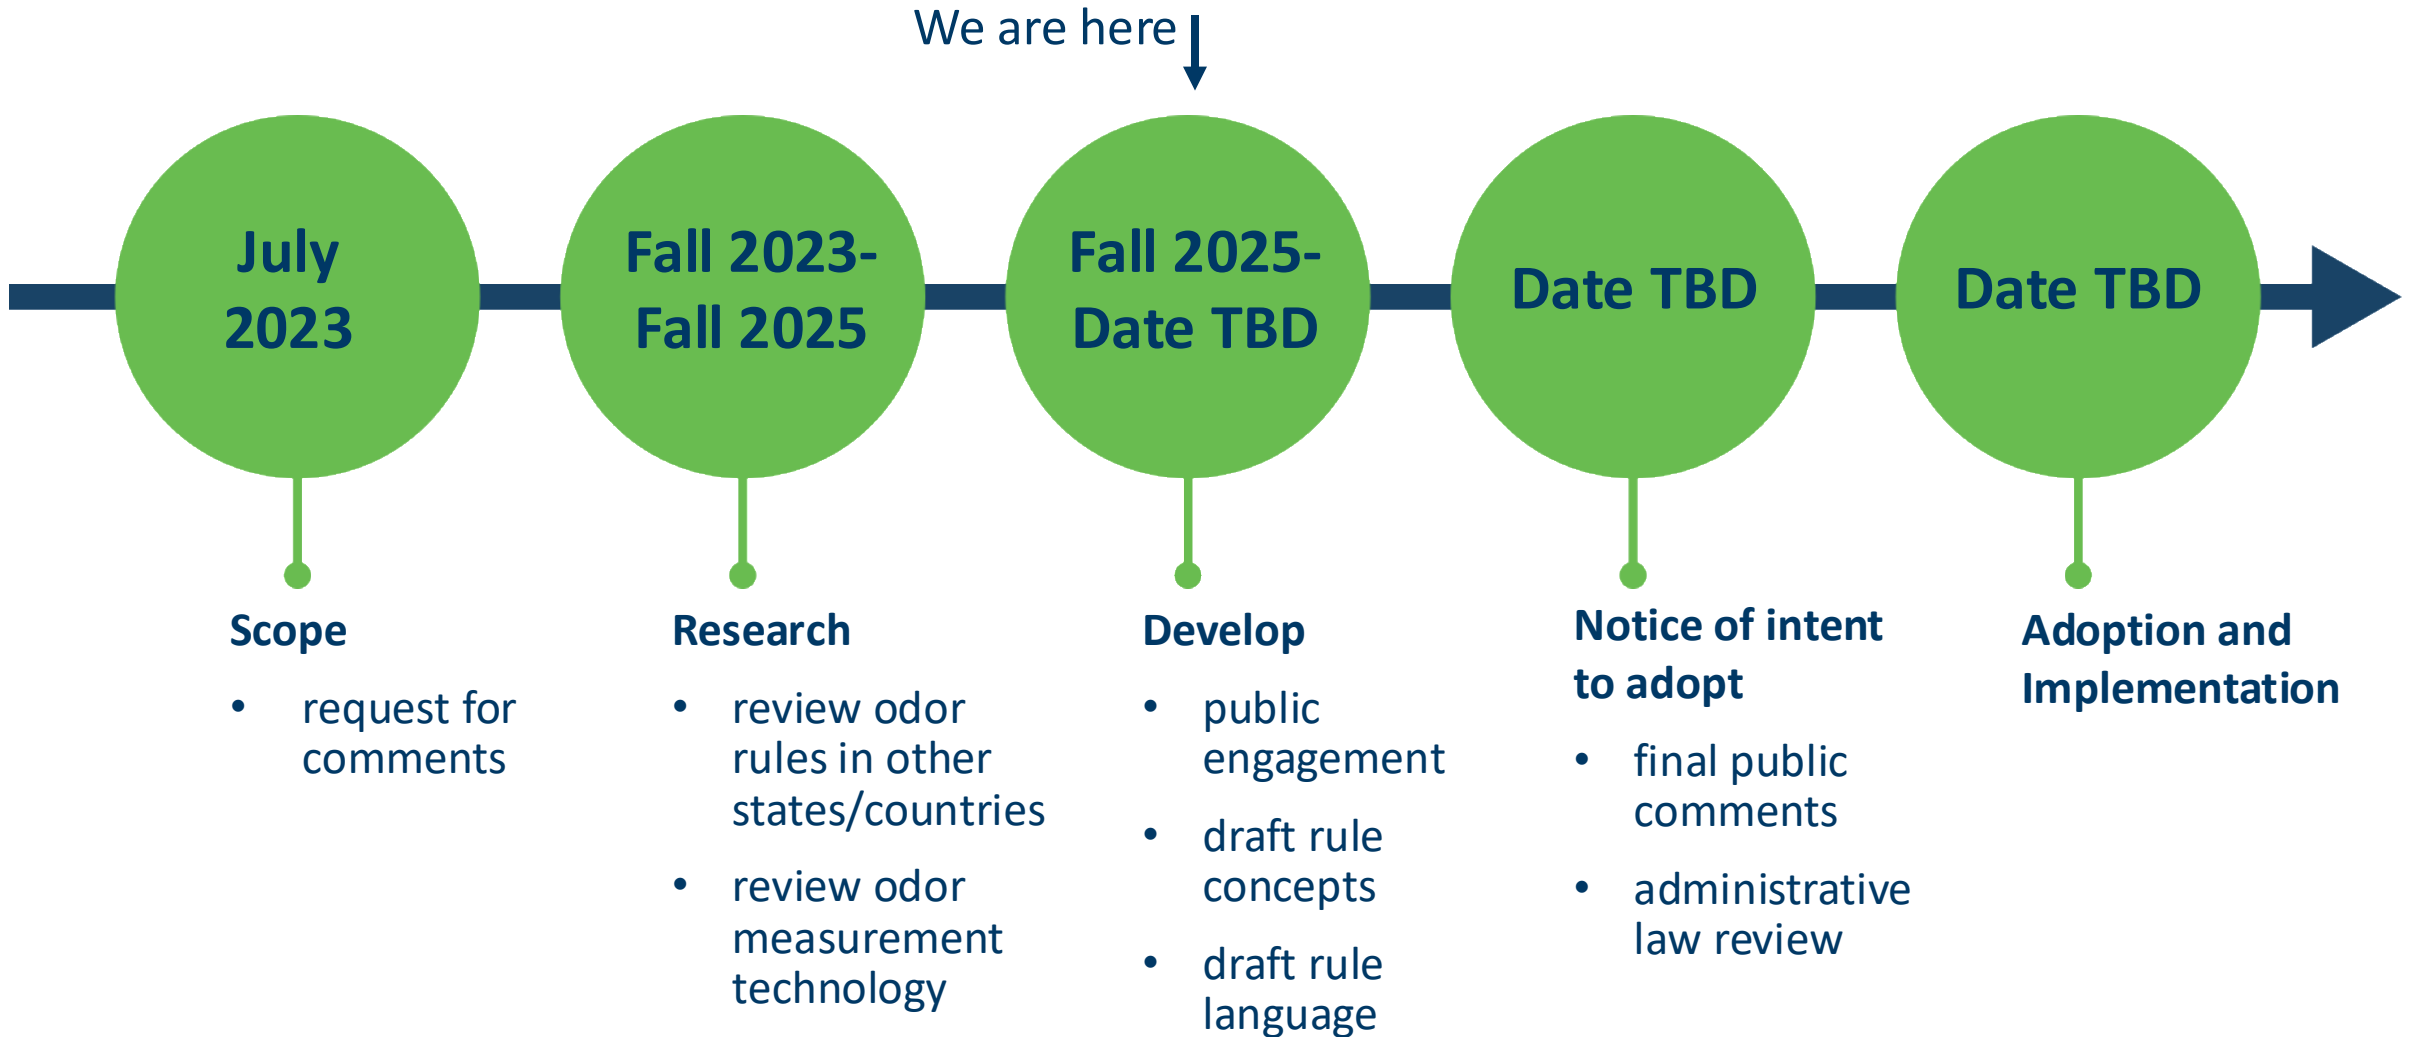 We are here
July
2023
Fall 2023-
Fall 2025
Fall 2025-
Date TBD
Date TBD
Date TBD
Scope
• request for
comments
Research
• review odor
rules in other
states/countries
• review odor
measurement
technology
Develop
• public
engagement
• draft rule
concepts
• draft rule
language
Notice of intent
to adopt
• final public
comments
• administrative
law review
Adoption and
Implementation